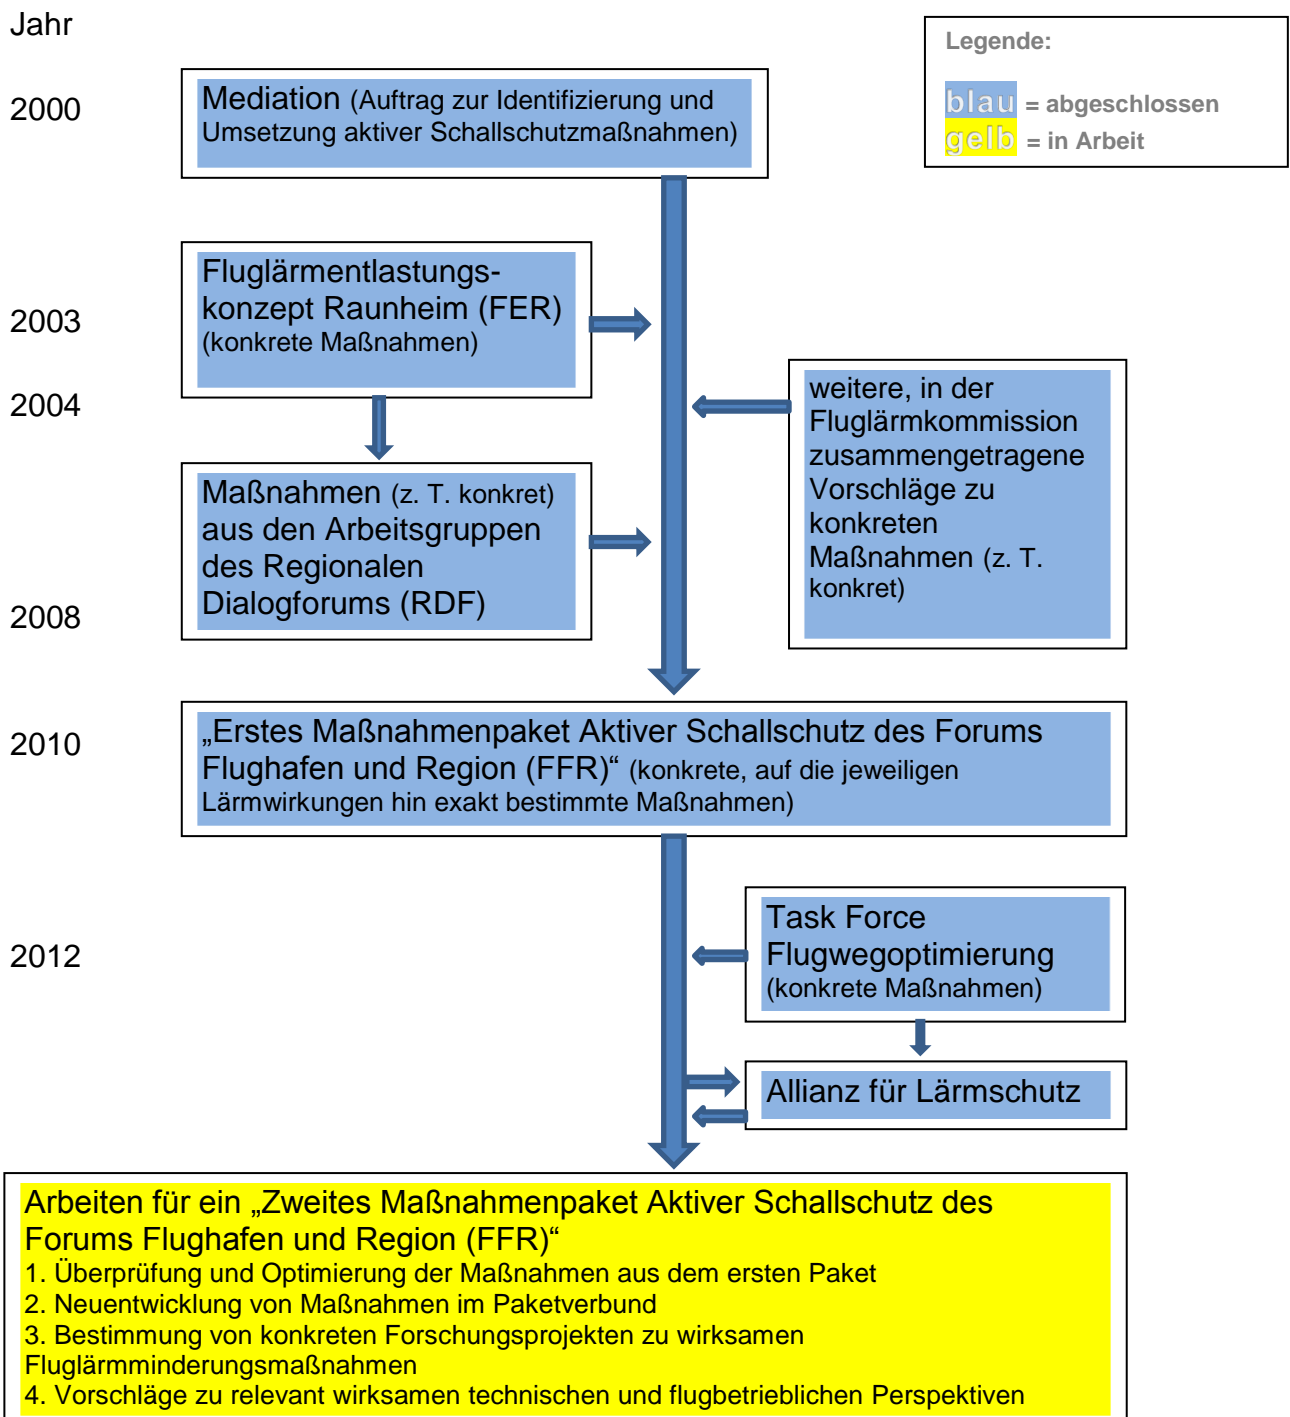 Jahr
Legende:
blau = abgeschlossen
gelb = in Arbeit
2000
Mediation (Auftrag zur Identifizierung und
Umsetzung aktiver Schallschutzmaßnahmen)
Fluglärmentlastungs-
konzept Raunheim (FER)
(konkrete Maßnahmen)
2003
2004
weitere, in der
Fluglärmkommission
zusammengetragene
Vorschläge zu
konkreten
Maßnahmen (z. T.
konkret)
Maßnahmen (z. T. konkret)
aus den Arbeitsgruppen
des Regionalen
Dialogforums (RDF)
2008
2010
„Erstes Maßnahmenpaket Aktiver Schallschutz des Forums
Flughafen und Region (FFR)“ (konkrete, auf die jeweiligen
Lärmwirkungen hin exakt bestimmte Maßnahmen)
2012
Task Force
Flugwegoptimierung
(konkrete Maßnahmen)
Allianz für Lärmschutz
Arbeiten für ein „Zweites Maßnahmenpaket Aktiver Schallschutz des
Forums Flughafen und Region (FFR)“
1. Überprüfung und Optimierung der Maßnahmen aus dem ersten Paket
2. Neuentwicklung von Maßnahmen im Paketverbund
3. Bestimmung von konkreten Forschungsprojekten zu wirksamen
Fluglärmminderungsmaßnahmen
4. Vorschläge zu relevant wirksamen technischen und flugbetrieblichen Perspektiven